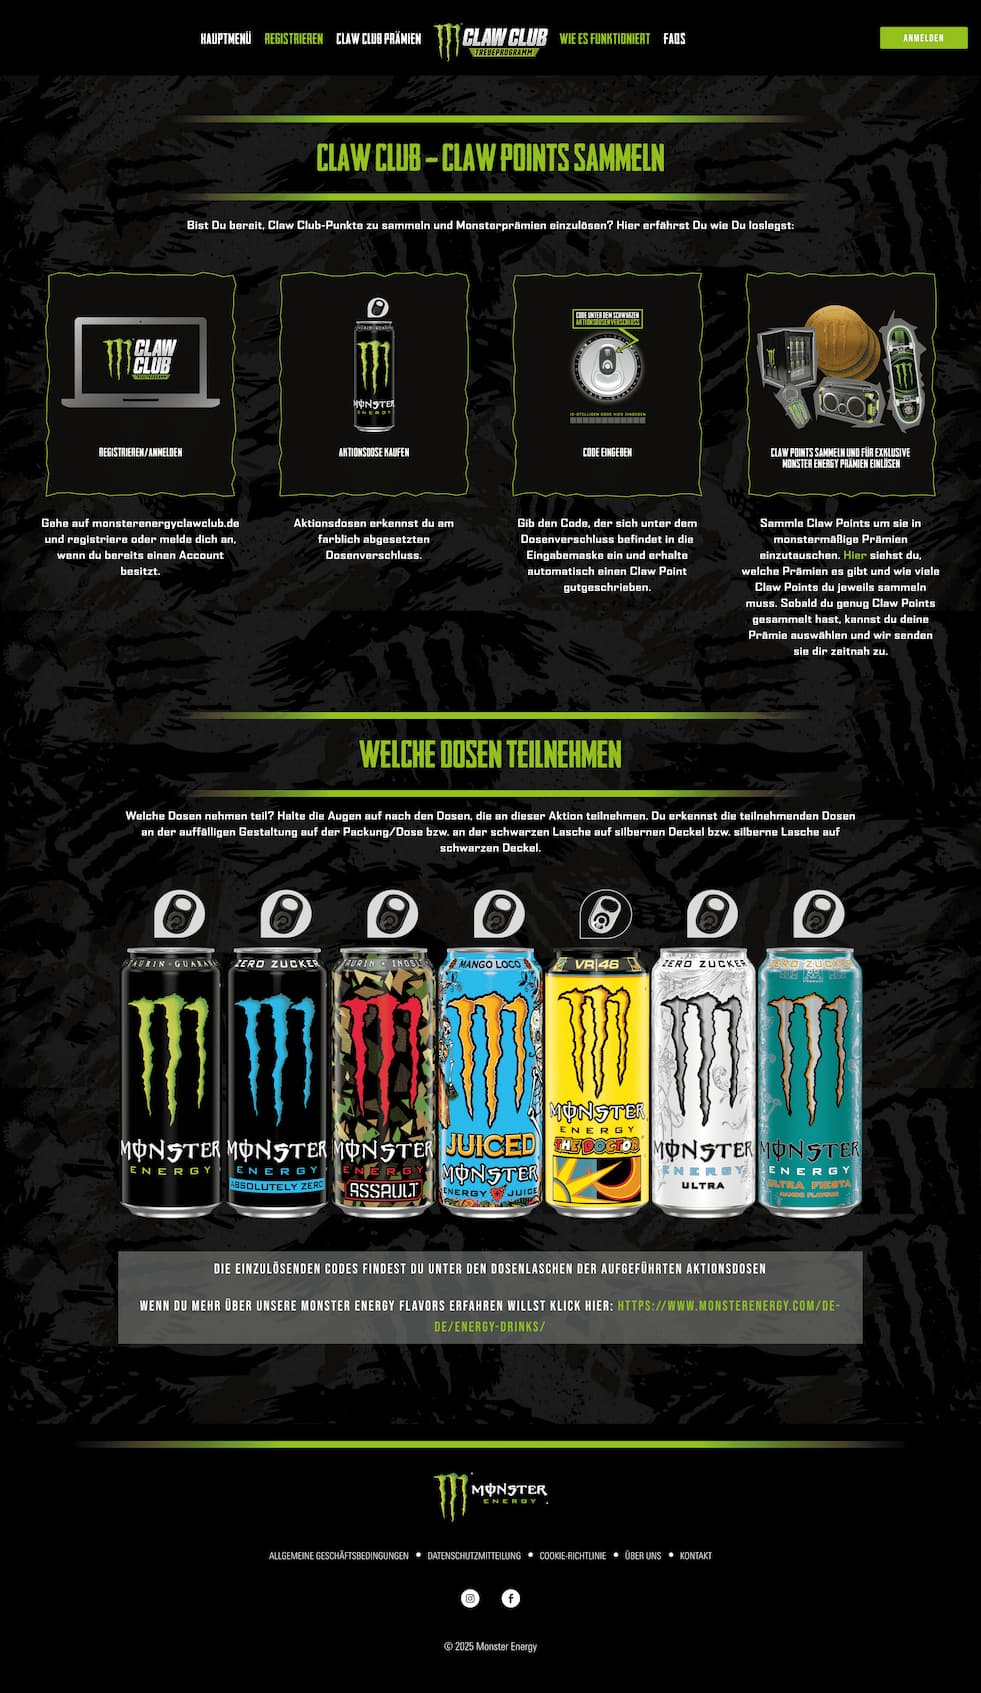 HAUPTMENÜ REGISTRIEREN CLAW CLUB PRÄMIEN CLAW CLUB TREUEPROGRAMM WIE ES FUNKTIONIERT FAQS ANMELDEN
CLAW CLUB – CLAW POINTS SAMMELN
Bist Du bereit, Claw Club-Punkte zu sammeln und Monsterprämien einzulösen? Hier erfährst Du wie Du loslegst:
CLAW
CLUB
REGISTRIEREN/ANMELDEN
Gehe auf monsterenergyclawclub.de
und registriere oder melde dich an,
wenn du bereits einen Account
besitzt.
MONSTER
ENERGY
AKTIONSDOSE KAUFEN
Aktionsdosen erkennst du am
farblich abgesetzten
Dosenverschluss.
CODE UNTER DEM SCHWARZEN
AKTIONSDOSENVERSCHLUSS
10-STELLIGEN CODE HIER EINGEBEN
CODE EINGEBEN
Gib den Code, der sich unter dem
Dosenverschluss befindet in die
Eingabemaske ein und erhalte
automatisch einen Claw Point
gutgeschrieben.
CLAW POINTS SAMMELN UND FÜR EXKLUSIVE
MONSTER ENERGY PRÄMIEN EINLÖSEN
Sammle Claw Points um sie in
monstermäßige Prämien
einzutauschen. Hier siehst du,
welche Prämien es gibt und wie viele
Claw Points du jeweils sammeln
muss. Sobald du genug Claw Points
gesammelt hast, kannst du deine
Prämie auswählen und wir senden
sie dir zeitnah zu.
WELCHE DOSEN TEILNEHMEN
Welche Dosen nehmen teil? Halte die Augen auf nach den Dosen, die an dieser Aktion teilnehmen. Du erkennst die teilnehmenden Dosen
an der auffälligen Gestaltung auf der Packung/Dose bzw. an der schwarzen Lasche auf silbernen Deckel bzw. silberne Lasche auf
schwarzen Deckel.
MONSTER
ENERGY
ZERO ZUCKER
MONSTER
ENERGY
ABSOLUTELY ZERO
MONSTER
ENERGY
ASSAULT
MANGO LOCO
JUICED
MONSTER
ENERGY JUICE
VR|46
MONSTER
ENERGY
THE DOCTOR
ZERO ZUCKER
MONSTER
ENERGY
ULTRA
ZERO ZUCKER
MONSTER
ENERGY
ULTRA FIESTA
MANGO FLAVOUR
DIE EINZULÖSENDEN CODES FINDEST DU UNTER DEN DOSENLASCHEN DER AUFGEFÜHRTEN AKTIONSDOSEN
WENN DU MEHR ÜBER UNSERE MONSTER ENERGY FLAVORS ERFAHREN WILLST KLICK HIER: HTTPS://WWW.MONSTERENERGY.COM/DE-
DE/ENERGY-DRINKS/
MONSTER
ENERGY
ALLGEMEINE GESCHÄFTSBEDINGUNGEN • DATENSCHUTZMITTEILUNG • COOKIE-RICHTLINIE • ÜBER UNS • KONTAKT
© 2025 Monster Energy